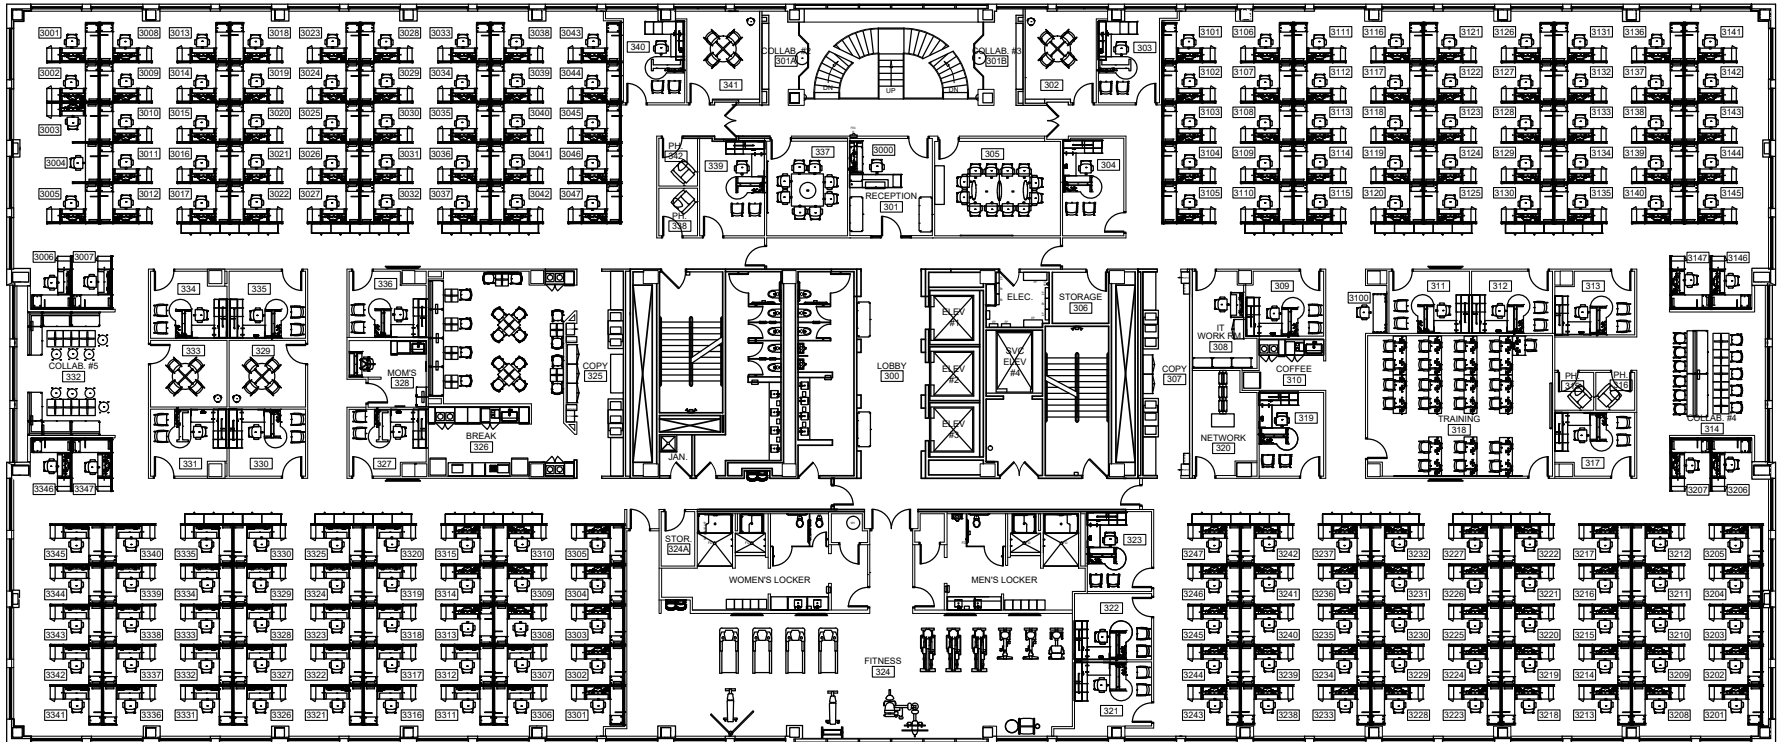 3001 3008 3013 3018 3023 3028 3033 3038 3043
340
341
COLLAB. #2
301A
DN UP DN
COLLAB. #3
301B
302
303
3101 3106 3111 3116 3121 3126 3131 3136 3141
3002 3009 3014 3019 3024 3029 3034 3039 3044
3102 3107 3112 3117 3122 3127 3132 3137 3142
3003 3010 3015 3020 3025 3030 3035 3040 3045
3103 3108 3113 3118 3123 3128 3133 3138 3143
3004 3011 3016 3021 3026 3031 3036 3041 3046
3104 3109 3114 3119 3124 3129 3134 3139 3144
3005 3012 3017 3022 3027 3032 3037 3042 3047
3105 3110 3115 3120 3125 3130 3135 3140 3145
PH.
342
PH.
338
339
337
3000
RECEPTION
301
305
304
3006 3007
334 335
336
333 329
COLLAB. #5
332
MOM'S
328
331 330
327
BREAK
326
COPY
325
JAN.
LOBBY
300
ELEV
#1
ELEV
#2
ELEV
#3
ELEC.
STORAGE
306
SVC
ELEV
#4
COPY
307
IT
WORK RM
308
309
COFFEE
310
319
NETWORK
320
3100
311 312 313
TRAINING
318
PH.
PH.
316
317
3147 3146
COLLAB. #4
314
3207 3206
3346 3347
STOR.
324A
WOMEN'S LOCKER
MEN'S LOCKER
323
322
321
FITNESS
324
3345 3340 3335 3330 3325 3320 3315 3310 3305
3247 3242 3237 3232 3227 3222 3217 3212 3205
3344 3339 3334 3329 3324 3319 3314 3309 3304
3246 3241 3236 3231 3226 3221 3216 3211 3204
3343 3338 3333 3328 3323 3318 3313 3308 3303
3245 3240 3235 3230 3225 3220 3215 3210 3203
3342 3337 3332 3327 3322 3317 3312 3307 3302
3244 3239 3234 3229 3224 3219 3214 3209 3202
3341 3336 3331 3326 3321 3316 3311 3306 3301
3243 3238 3233 3228 3223 3218 3213 3208 3201